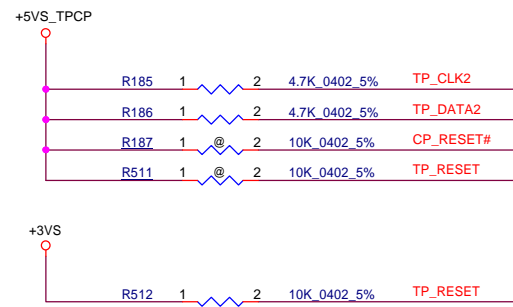 +5VS_TPCP
R185 1 2 4.7K_0402_5% TP_CLK2
R186 1 2 4.7K_0402_5% TP_DATA2
R187 1 @ 2 10K_0402_5% CP_RESET#
R511 1 @ 2 10K_0402_5% TP_RESET
+3VS
R512 1 2 10K_0402_5% TP_RESET